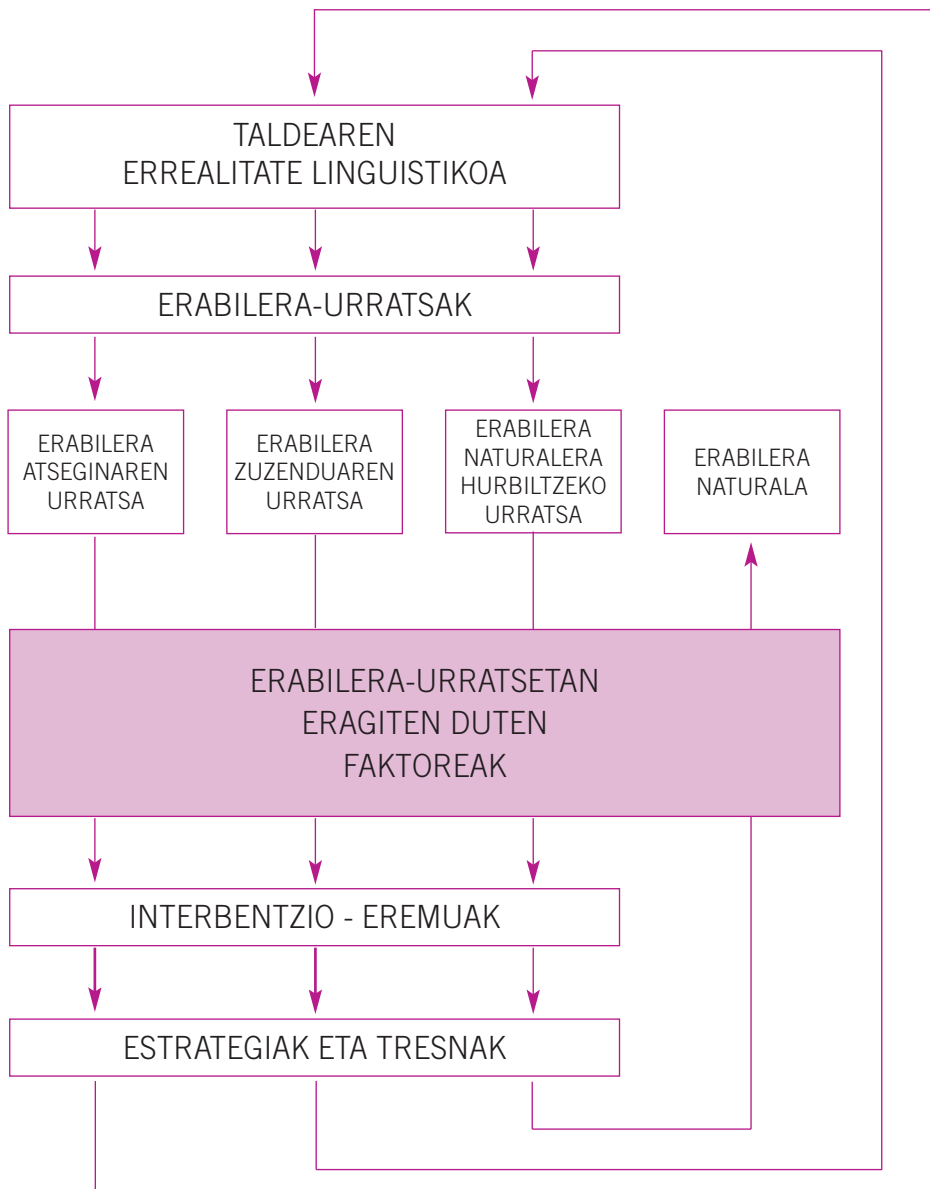 TALDEAREN
ERREALITATE LINGUISTIKOA
ERABILERA-URRATSAK
ERABILERA
ATSEGINAREN
URRATSA
ERABILERA
ZUZENDUAREN
URRATSA
ERABILERA
NATURALERA
HURBILTZEKO
URRATSA
ERABILERA
NATURALA
ERABILERA-URRATSETAN
ERAGITEN DUTEN
FAKTOREAK
INTERBENTZIO - EREMUAK
ESTRATEGIAK ETA TRESNAK